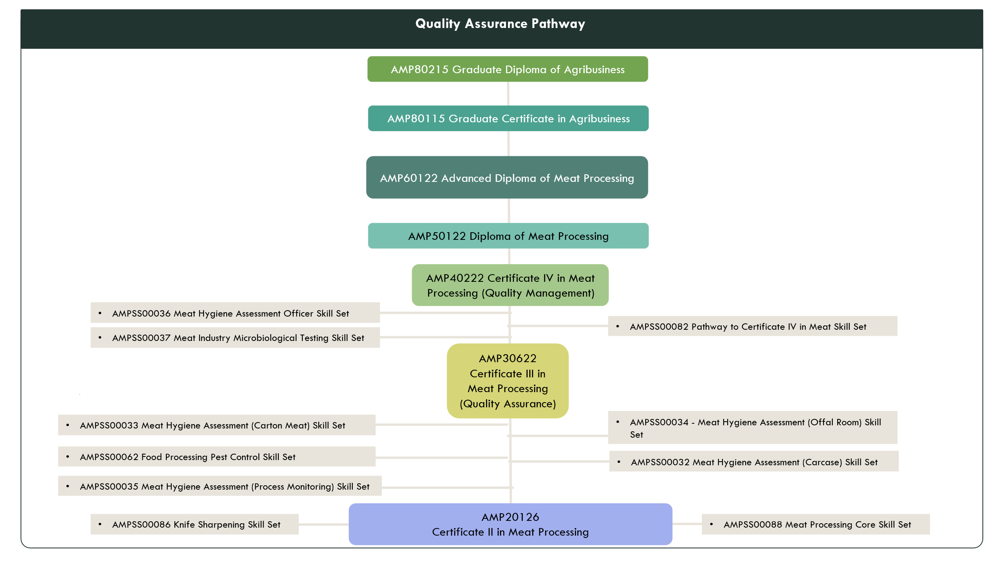 Quality Assurance Pathway
AMP80215 Graduate Diploma of Agribusiness
AMP80115 Graduate Certificate in Agribusiness
AMP60122 Advanced Diploma of Meat Processing
AMP50122 Diploma of Meat Processing
AMP40222 Certificate IV in Meat
Processing (Quality Management)
• AMPSS00036 Meat Hygiene Assessment Officer Skill Set
• AMPSS00082 Pathway to Certificate IV in Meat Skill Set
• AMPSS00037 Meat Industry Microbiological Testing Skill Set
AMP30622
Certificate III in
Meat Processing
(Quality Assurance)
• AMPSS00033 Meat Hygiene Assessment (Carton Meat) Skill Set
• AMPSS00034 - Meat Hygiene Assessment (Offal Room) Skill
Set
• AMPSS00062 Food Processing Pest Control Skill Set
• AMPSS00032 Meat Hygiene Assessment (Carcase) Skill Set
• AMPSS00035 Meat Hygiene Assessment (Process Monitoring) Skill Set
AMP20126
Certificate II in Meat Processing
• AMPSS00086 Knife Sharpening Skill Set
• AMPSS00088 Meat Processing Core Skill Set